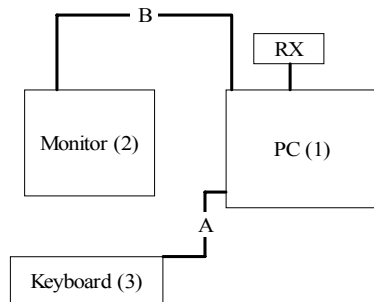 B
RX
Monitor (2)
PC (1)
A
Keyboard (3)